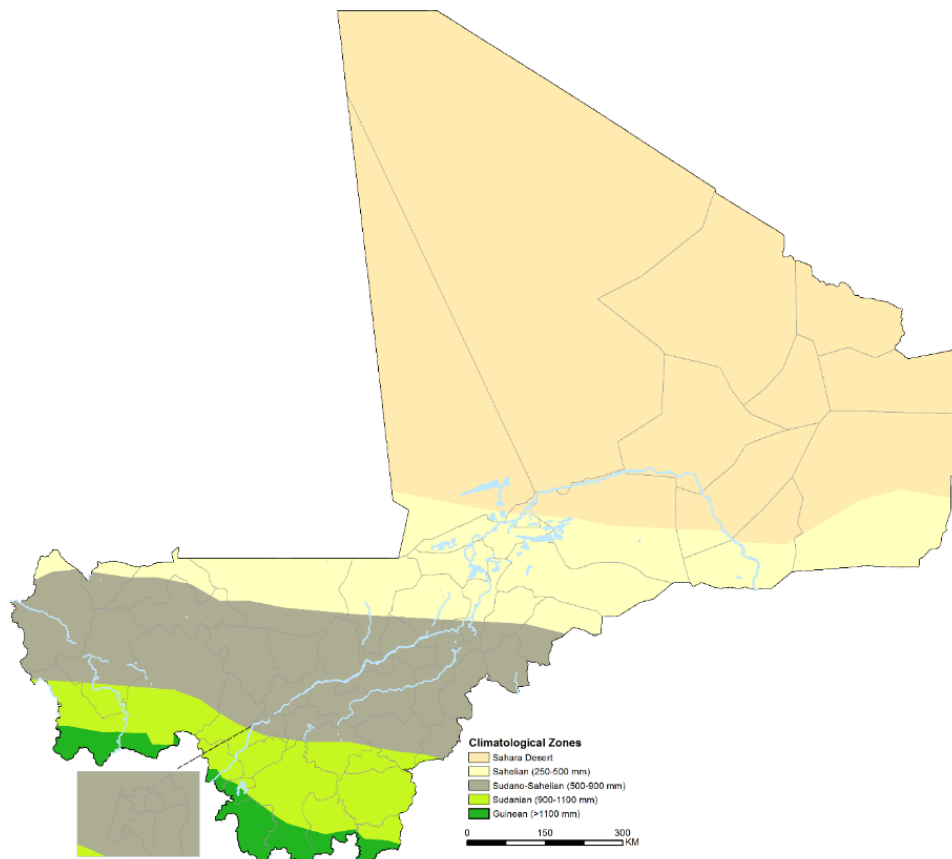 Climatological Zones
Sahara Desert
Sahelian (250-500 mm)
Sudano-Sahelian (500-900 mm)
Sudanian (900-1100 mm)
Guinean (>1100 mm)
0 150 300
KM